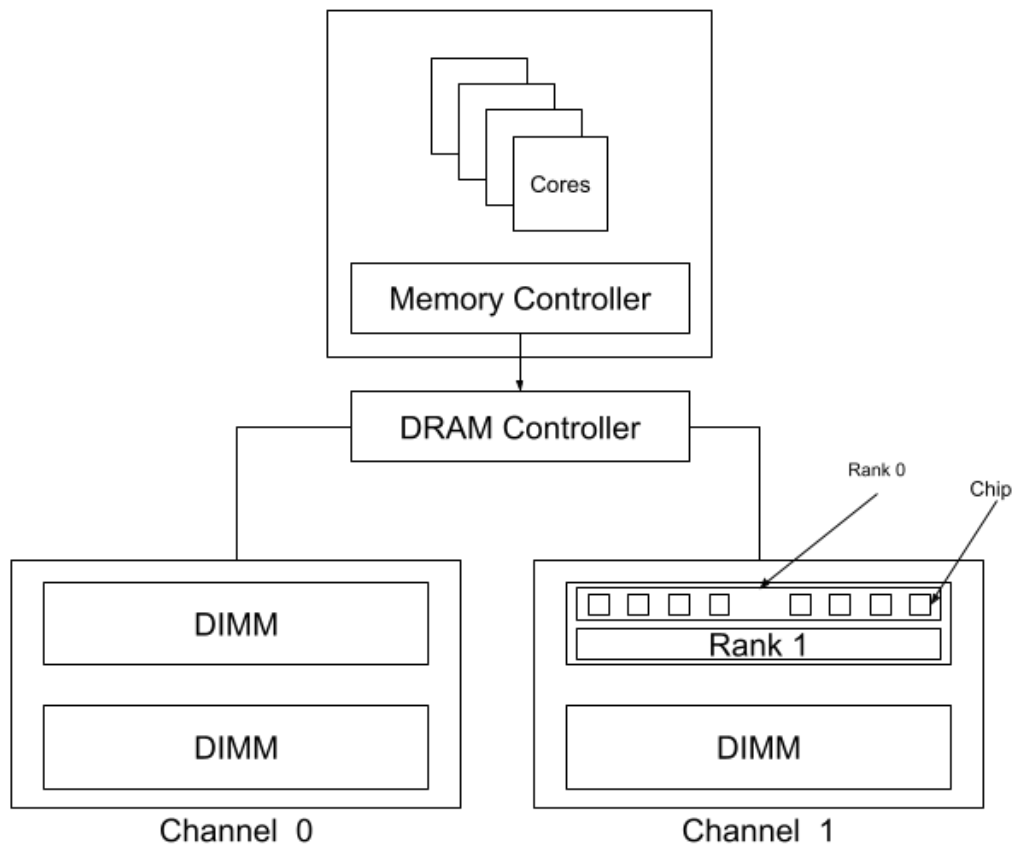 Cores
Memory Controller
DRAM Controller
Rank 0
Chip
DIMM
Rank 1
DIMM
DIMM
Channel 0
Channel 1